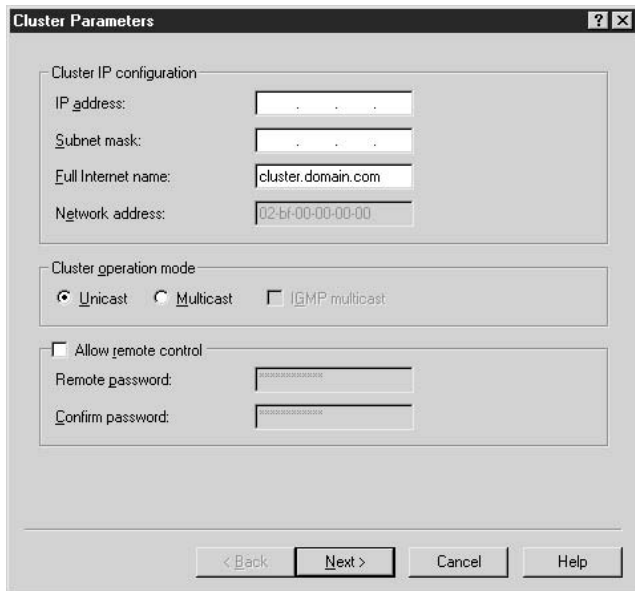 Cluster Parameters
Cluster IP configuration
IP address:
. . .
Subnet mask:
. . .
Full Internet name: cluster.domain.com
Network address: 02-bf-00-00-00-00
Cluster operation mode
Unicast Multicast IGMP multicast
Allow remote control
Remote password: ************
Confirm password: ************
< Back Next > Cancel Help